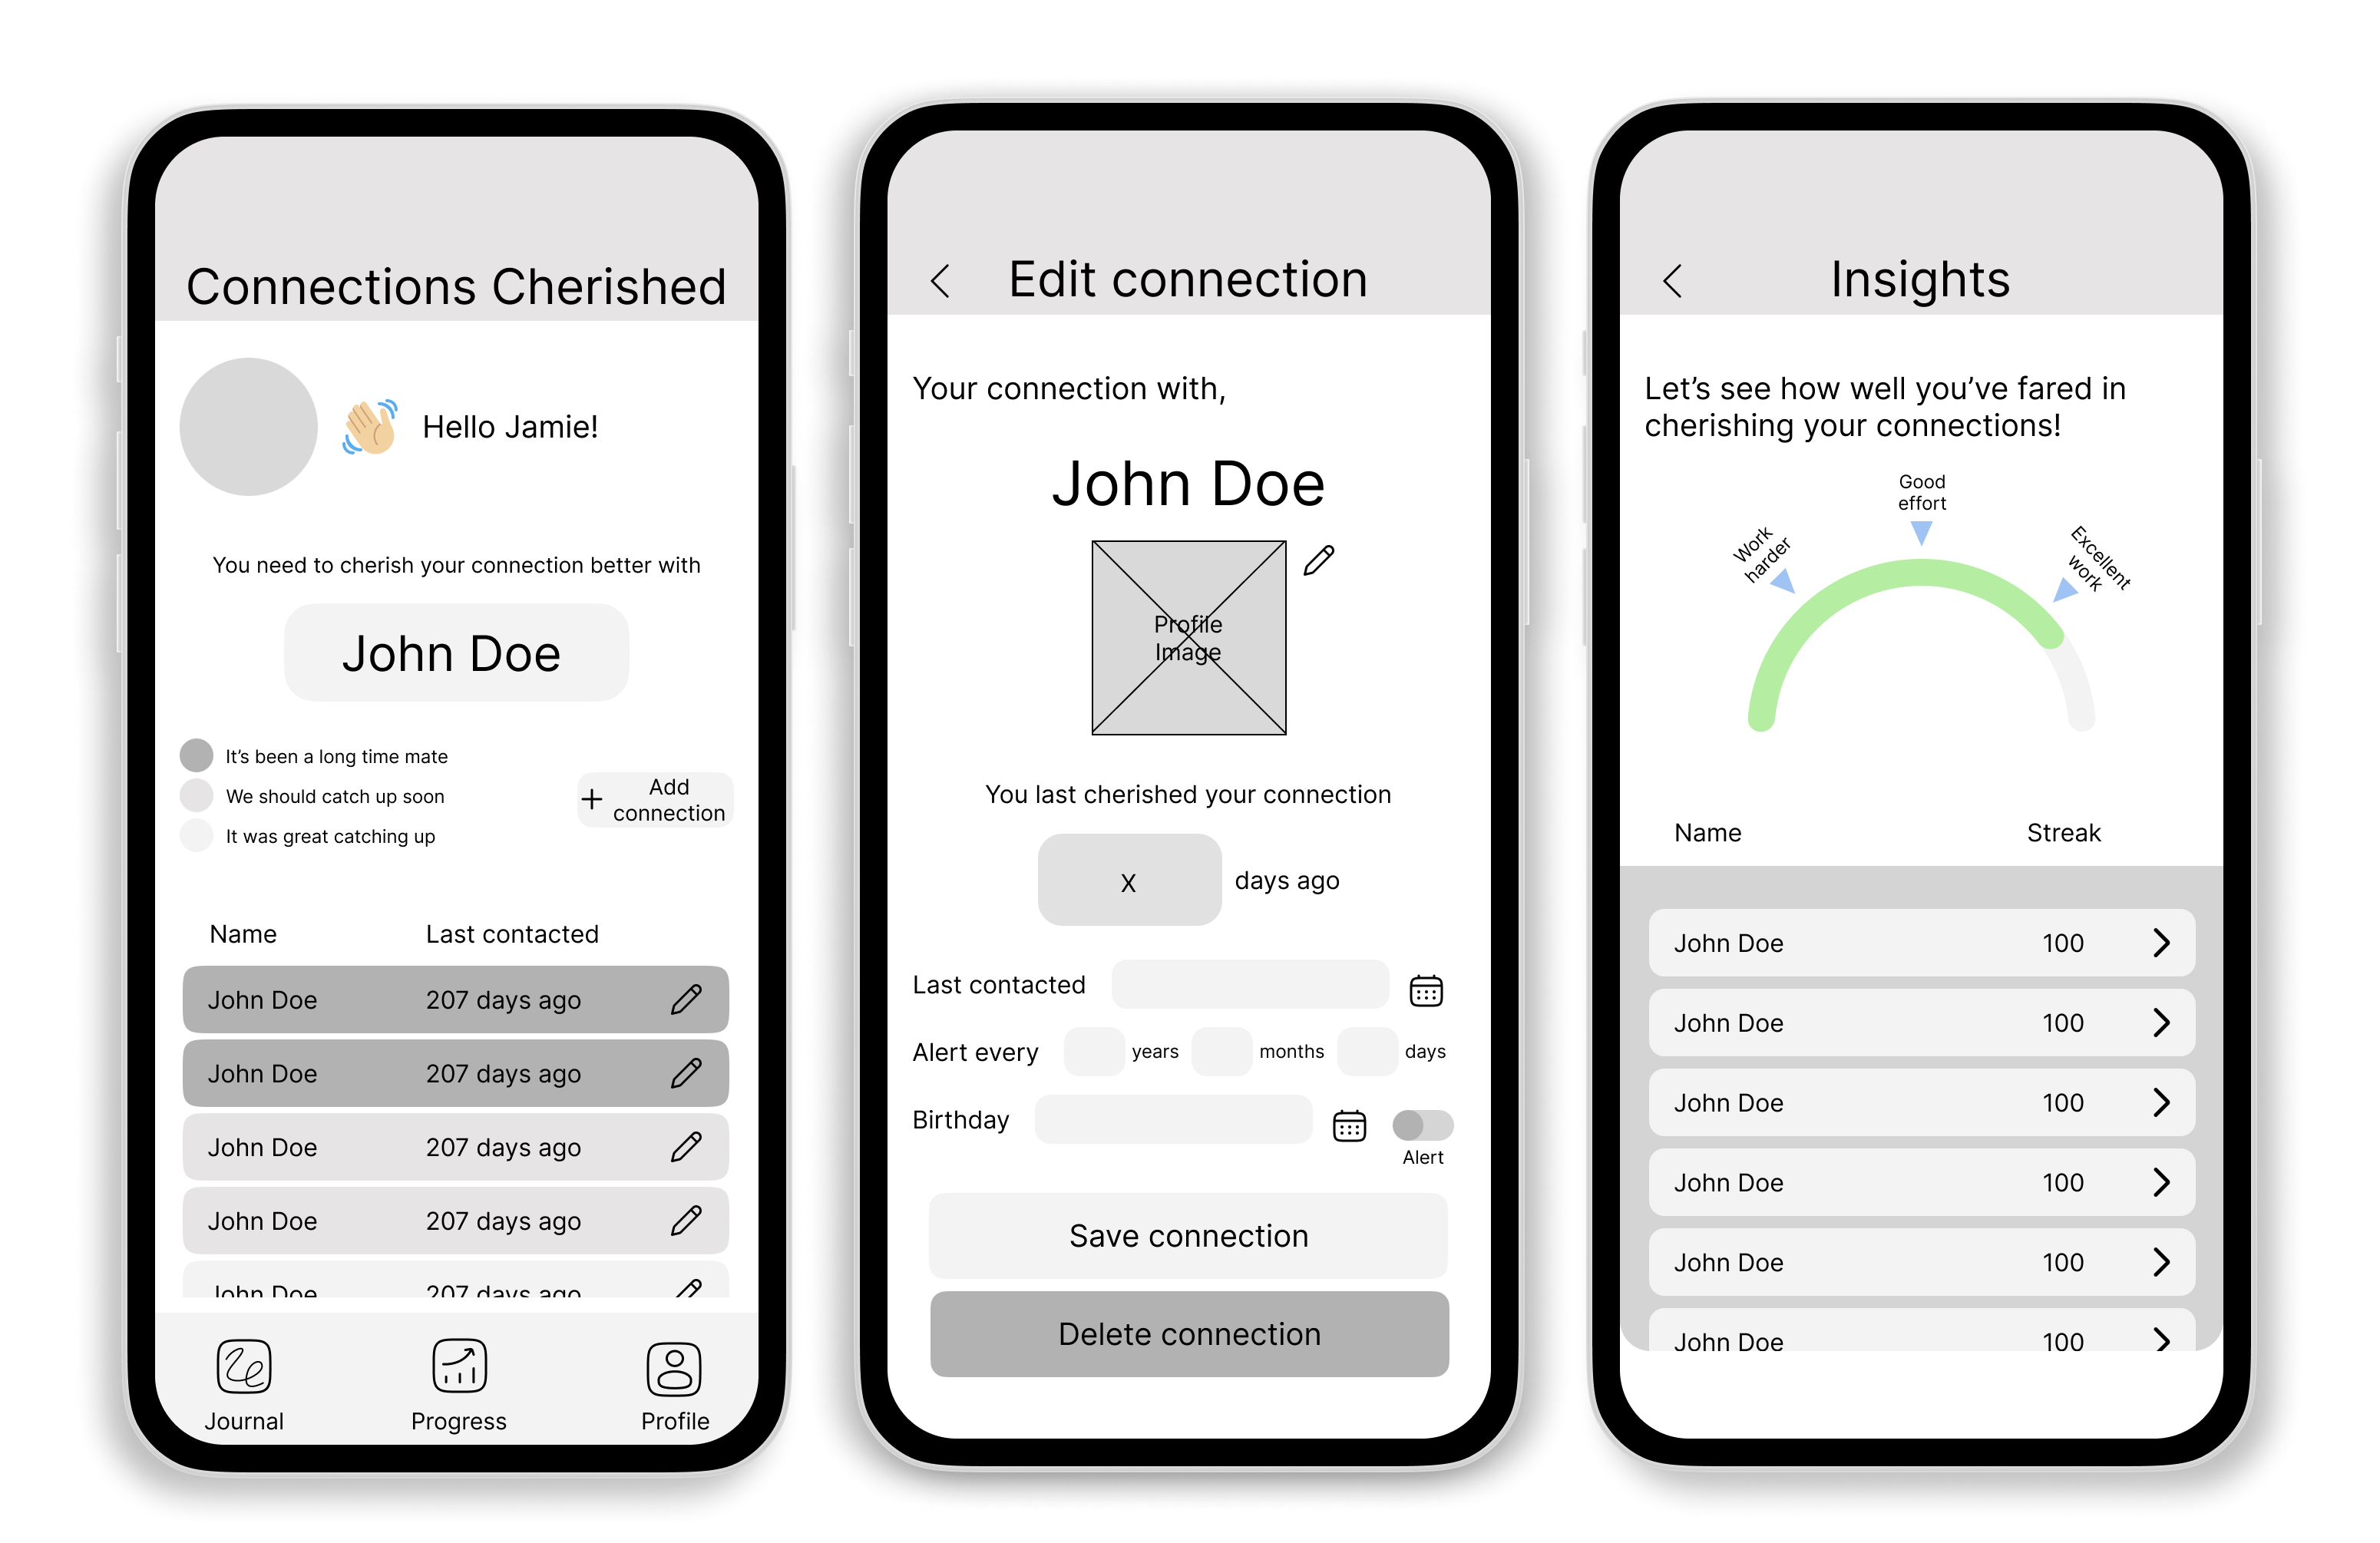 Connections Cherished
Hello Jamie!
You need to cherish your connection better with
John Doe
It’s been a long time mate
We should catch up soon
It was great catching up
Add
connection
Name Last contacted
John Doe 207 days ago
John Doe 207 days ago
John Doe 207 days ago
John Doe 207 days ago
John Doe 207 days ago
Journal Progress Profile
Edit connection
Your connection with,
John Doe
Profile
Image
You last cherished your connection
X days ago
Last contacted
Alert every years months days
Birthday
Alert
Save connection
Delete connection
Insights
Let’s see how well you’ve fared in
cherishing your connections!
Good
effort
Work
harder
Excellent
work
Name Streak
John Doe 100
John Doe 100
John Doe 100
John Doe 100
John Doe 100
John Doe 100